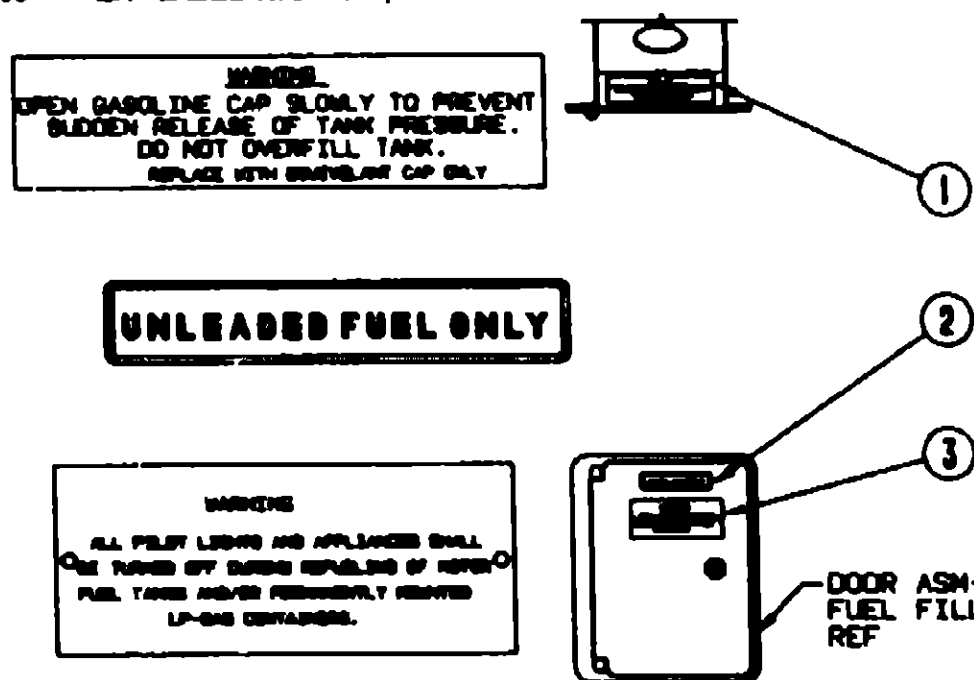 WARNING
OPEN GASOLINE CAP SLOWLY TO PREVENT
SUDDEN RELEASE OF TANK PRESSURE.
DO NOT OVERFILL TANK.
REPLACE WITH EQUIVELANT CAP ONLY
1
UNLEADED FUEL ONLY
2
3
WARNING
ALL PILOT LIGHTS AND APPLIANCES SHALL
BE TURNED OFF DURING REFUELING OF MOTOR
FUEL TANKS AND/OR PERMANENTLY MOUNTED
LP-GAS CONTAINERS.
DOOR ASM-
FUEL FILL
REF